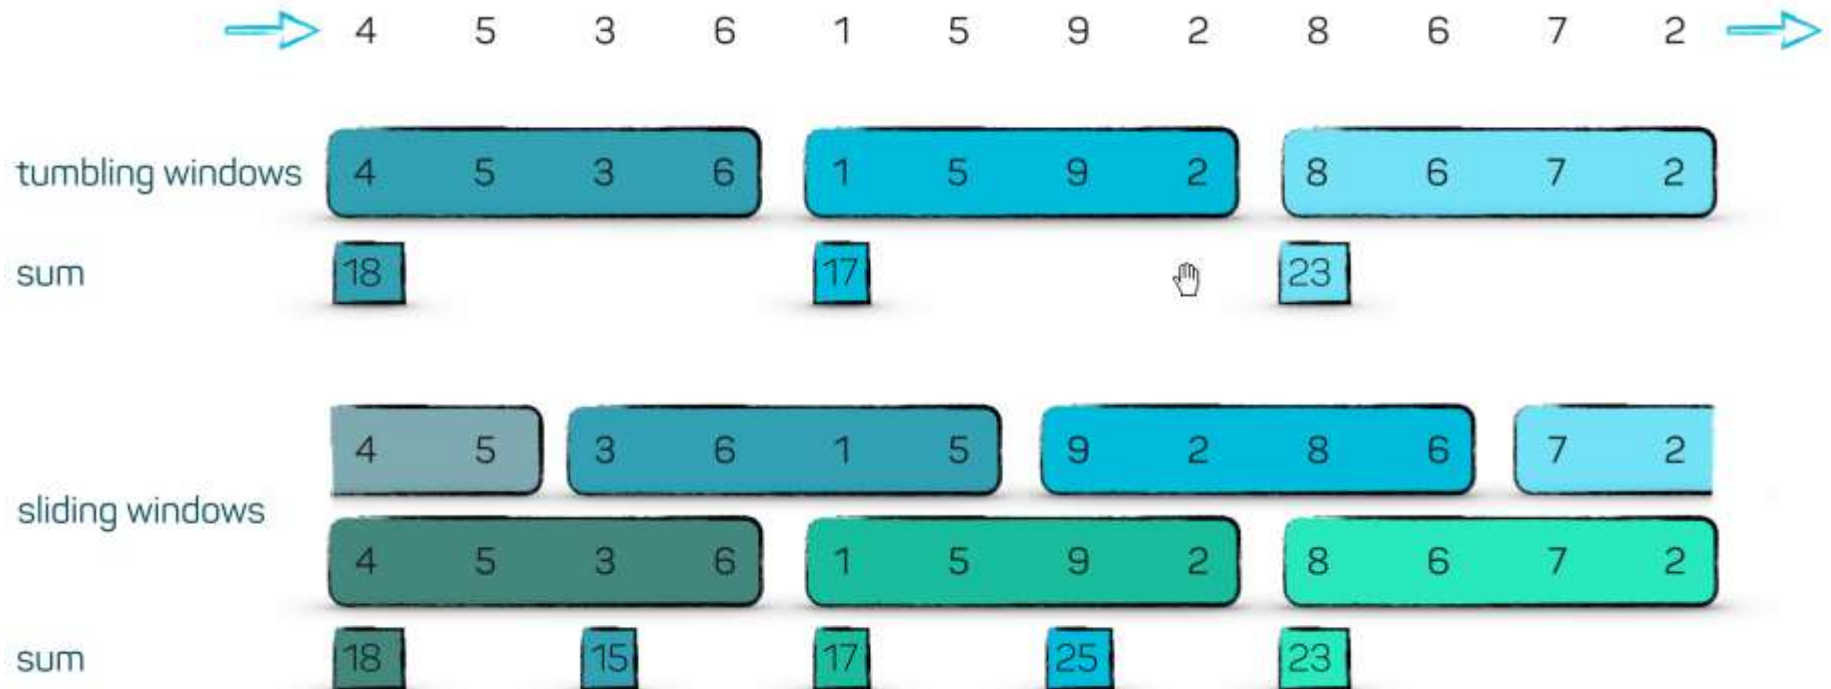 4 5 3 6 1 5 9 2 8 6 7 2
tumbling windows 4 5 3 6 1 5 9 2 8 6 7 2
sum 18 17 23
4 5 3 6 1 5 9 2 8 6 7 2
sliding windows
4 5 3 6 1 5 9 2 8 6 7 2
sum 18 15 17 25 23